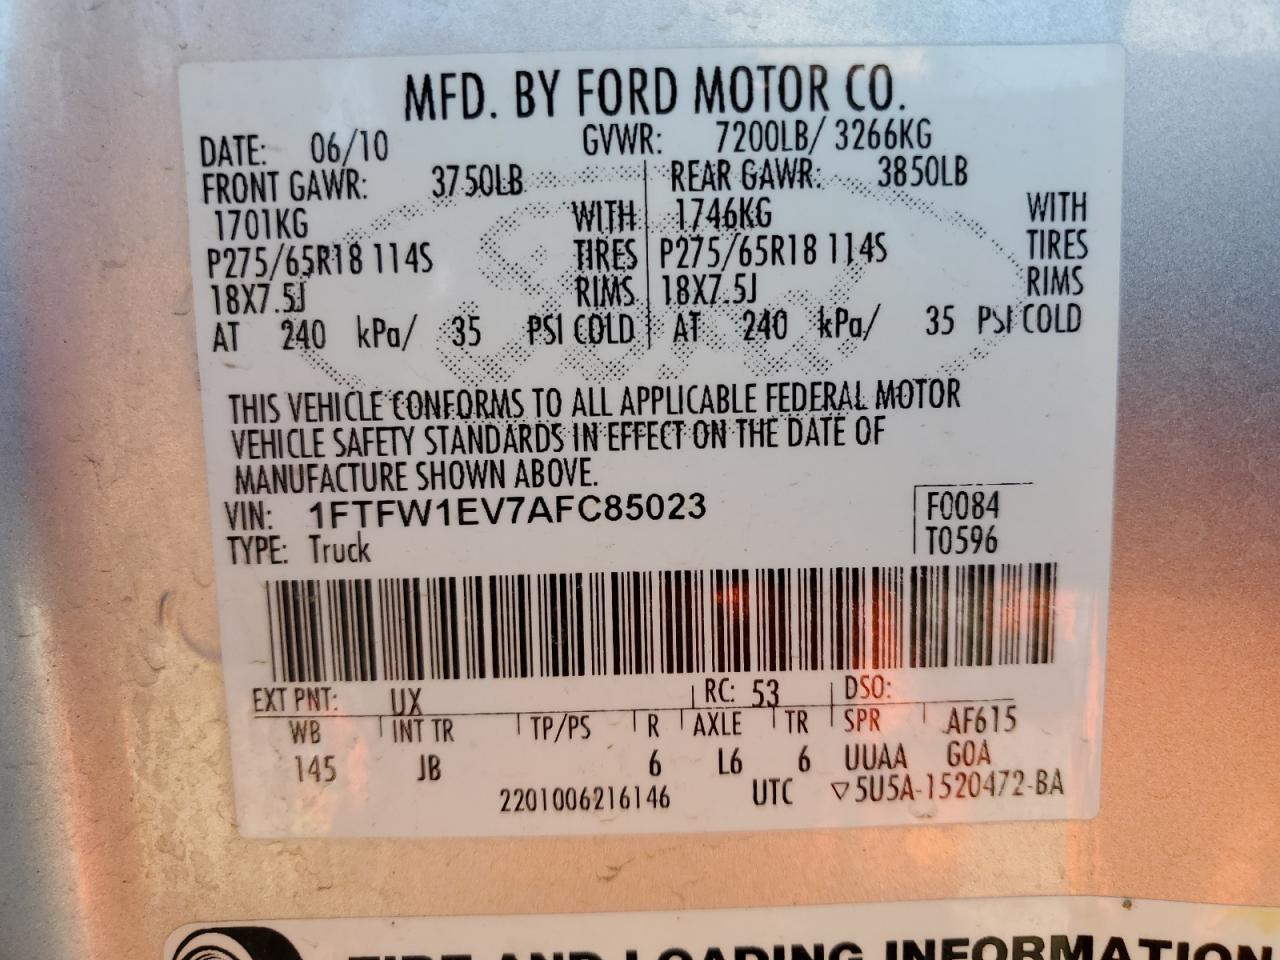 MFD. BY FORD MOTOR CO.
DATE: 06/10 GVWR: 7200LB/ 3266KG
FRONT GAWR: 3750LB REAR GAWR: 3850LB
1701KG WITH 1746KG WITH
P275/65R18 114S TIRES P275/65R18 114S TIRES
18X7.5J RIMS 18X7.5J RIMS
AT 240 kPa/ 35 PSI COLD AT 240 kPa/ 35 PSI COLD
THIS VEHICLE CONFORMS TO ALL APPLICABLE FEDERAL MOTOR
VEHICLE SAFETY STANDARDS IN EFFECT ON THE DATE OF
MANUFACTURE SHOWN ABOVE.
VIN: 1FTFW1EV7AFC85023 F0084
TYPE: Truck T0596
EXT PNT: UX RC: 53 DSO:
WB INT TR TP/PS R AXLE TR SPR AF615
145 JB 6 L6 6 UUAA G0A
2201006216146 UTC ▽5U5A-1520472-BA
TIRE AND LOADING INFORMATION